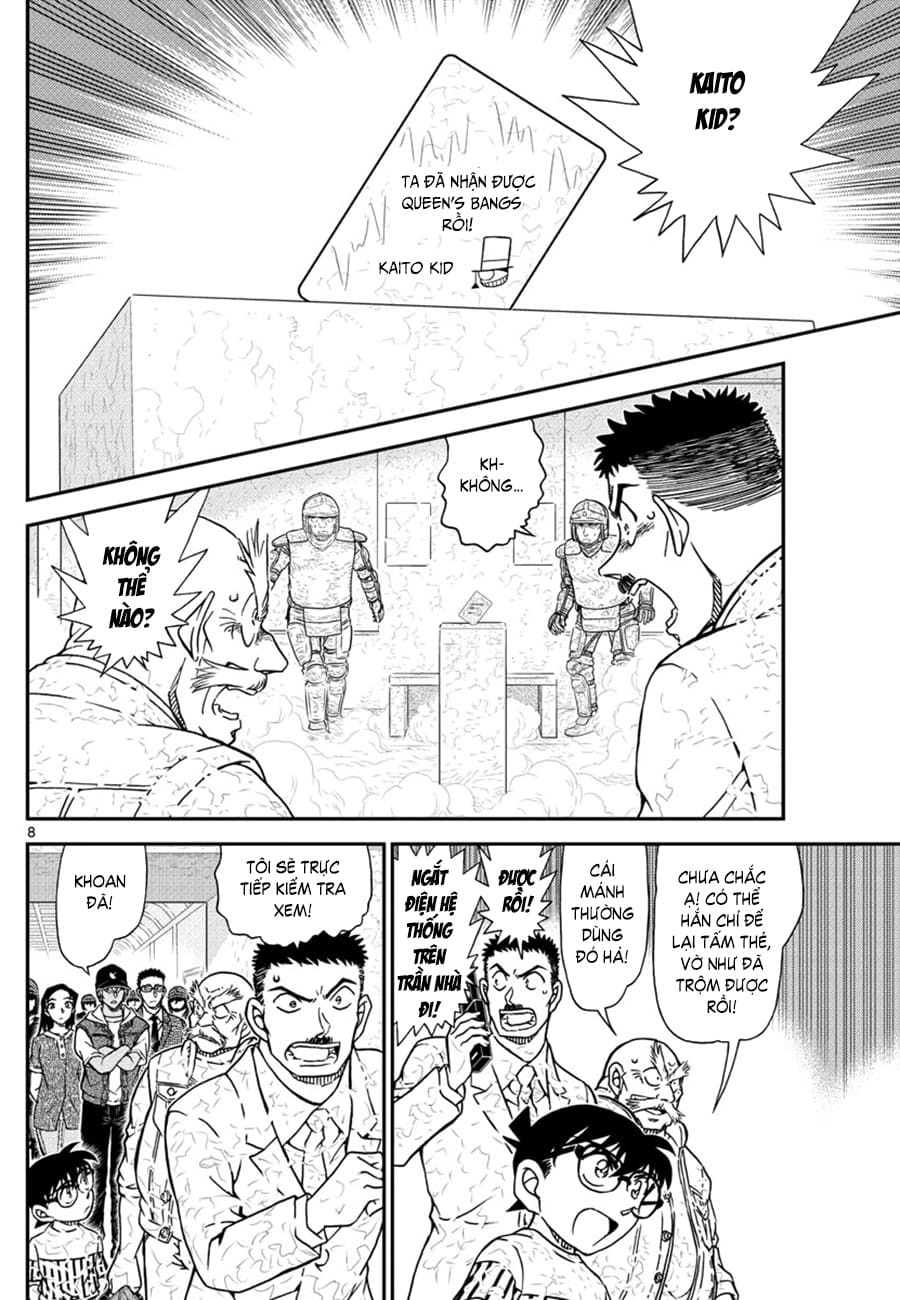 KAITO
KID?
TA ĐÃ NHẬN ĐƯỢC
QUEEN'S BANGS
RỒI!
KAITO KID
KH-
KHÔNG...
KHÔNG
THỂ
NÀO?
8
CHƯA CHẮC
Ạ! CÓ THỂ
HẮN CHỈ ĐỂ
LẠI TẤM THẺ,
VỜ NHƯ ĐÃ
TRỘM ĐƯỢC
RỒI!
CÁI
MÁNH
THƯỜNG
DÙNG
ĐÓ HẢ!
ĐƯỢC
RỒI!
NGẮT
ĐIỆN HỆ
THỐNG TRÊN
TRẦN NHÀ
ĐI!
TÔI SẼ TRỰC
TIẾP KIỂM TRA
XEM!
KHOAN
ĐÃ!